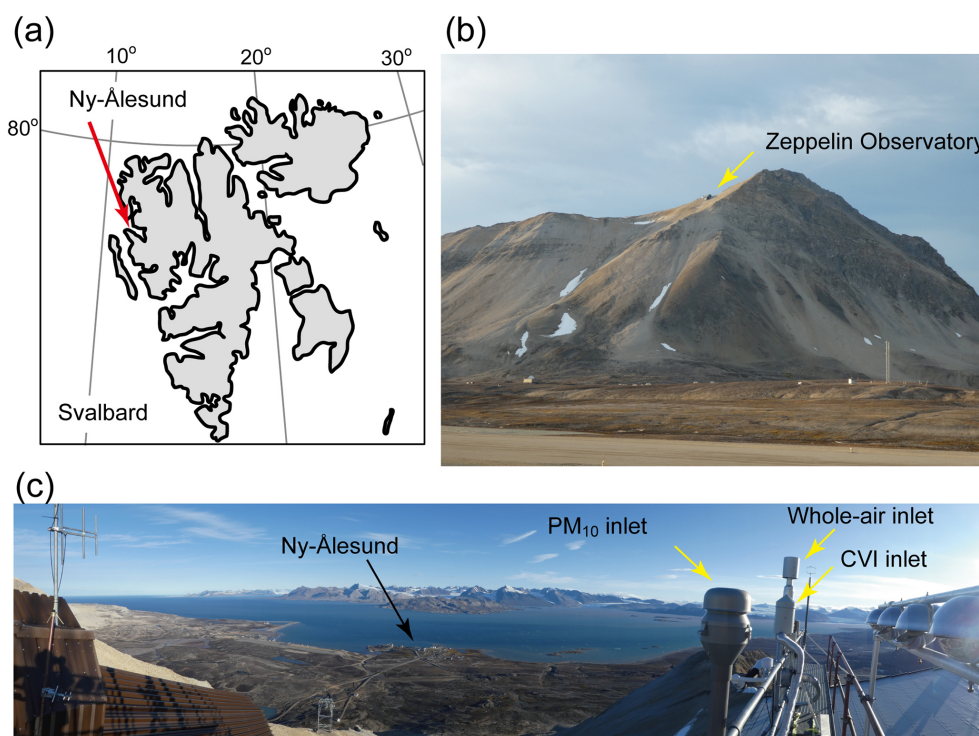 (a)
10°
20°
30°
Ny-Ålesund
80°
Svalbard
(b)
Zeppelin Observatory
(c)
Ny-Ålesund
PM₁₀ inlet
Whole-air inlet
CVI inlet